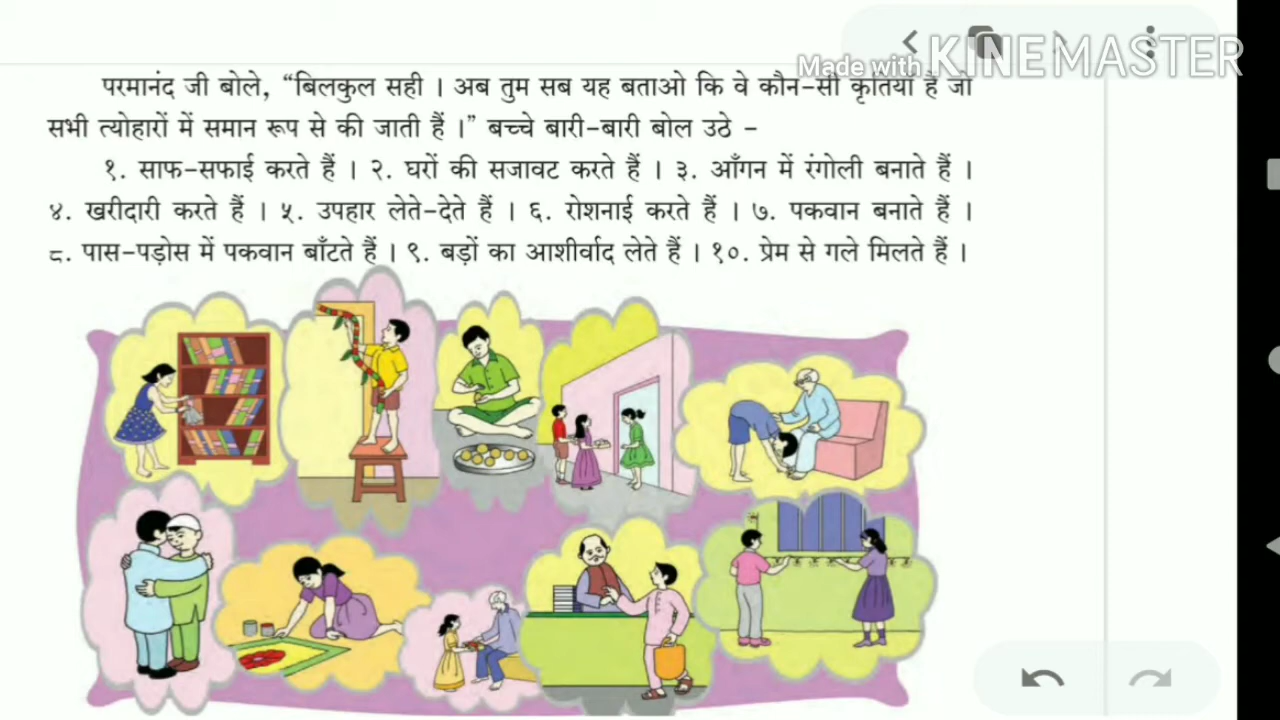 Made with KINEMASTER
परमानंद जी बोले, “बिलकुल सही । अब तुम सब यह बताओ कि वे कौन-सी कृतियाँ हैं जो
सभी त्योहारों में समान रूप से की जाती हैं ।” बच्चे बारी-बारी बोल उठे –
१. साफ-सफाई करते हैं । २. घरों की सजावट करते हैं । ३. आँगन में रंगोली बनाते हैं ।
४. खरीदारी करते हैं । ५. उपहार लेते-देते हैं । ६. रोशनाई करते हैं । ७. पकवान बनाते हैं ।
८. पास-पड़ोस में पकवान बाँटते हैं । ९. बड़ों का आशीर्वाद लेते हैं । १०. प्रेम से गले मिलते हैं ।